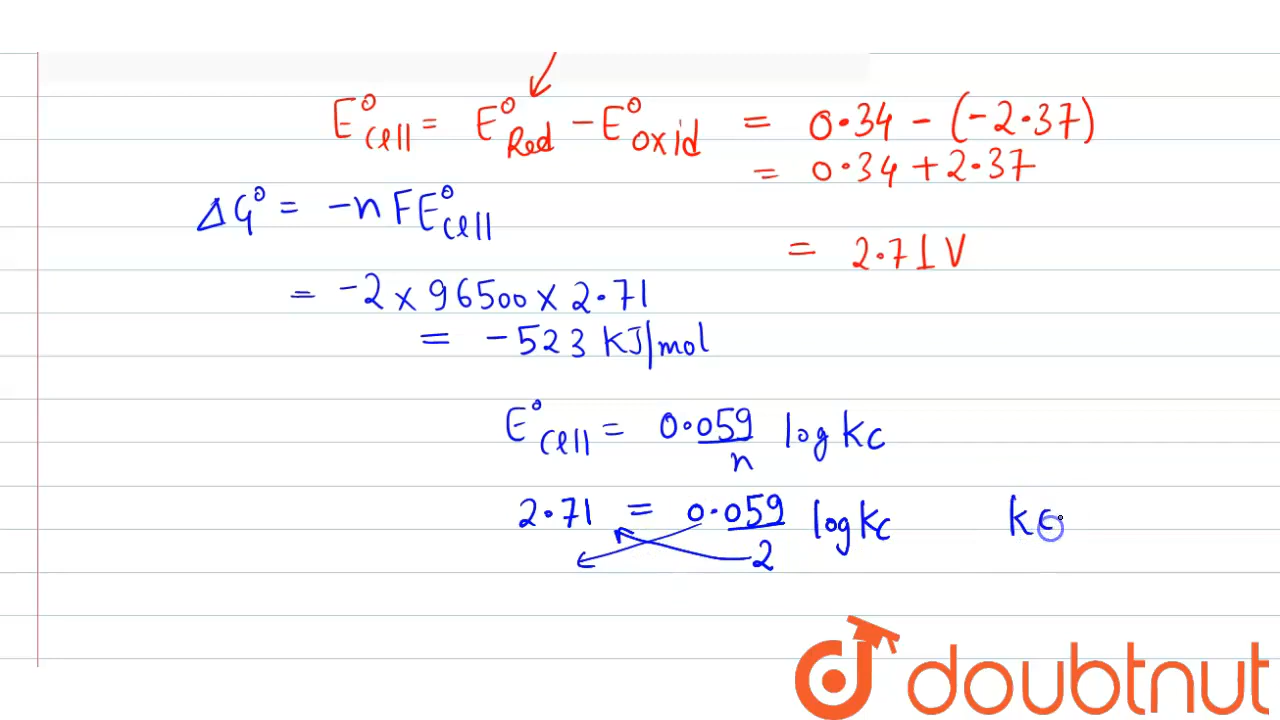 E°cell = E°Red - E°oxid = 0.34 - (-2.37)
= 0.34 + 2.37
ΔG° = -nFE°cell
= 2.71 V
= -2 x 96500 x 2.71
= -523 KJ/mol
E°cell = 0.059/n log Kc
2.71 = 0.059/2 log Kc Kc
doubtnut